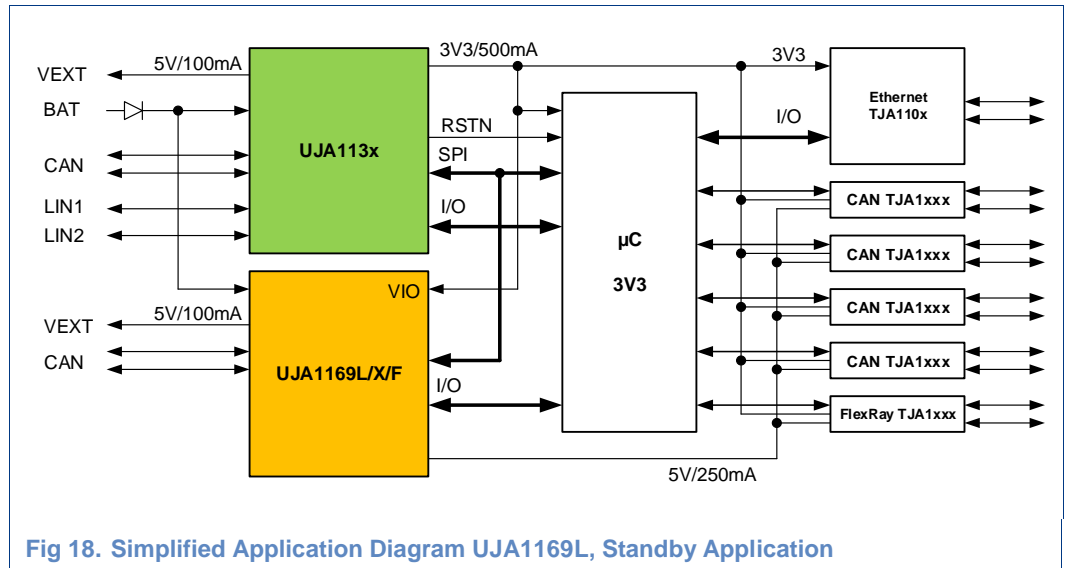 5V/100mA
3V3/500mA
3V3
VEXT
BAT
CAN
LIN1
LIN2
UJA113x
RSTN
SPI
I/O
µC
3V3
I/O
Ethernet
TJA110x
CAN TJA1xxx
CAN TJA1xxx
CAN TJA1xxx
CAN TJA1xxx
FlexRay TJA1xxx
VIO
5V/100mA
VEXT
CAN
UJA1169L/X/F
I/O
5V/250mA
Fig 18. Simplified Application Diagram UJA1169L, Standby Application